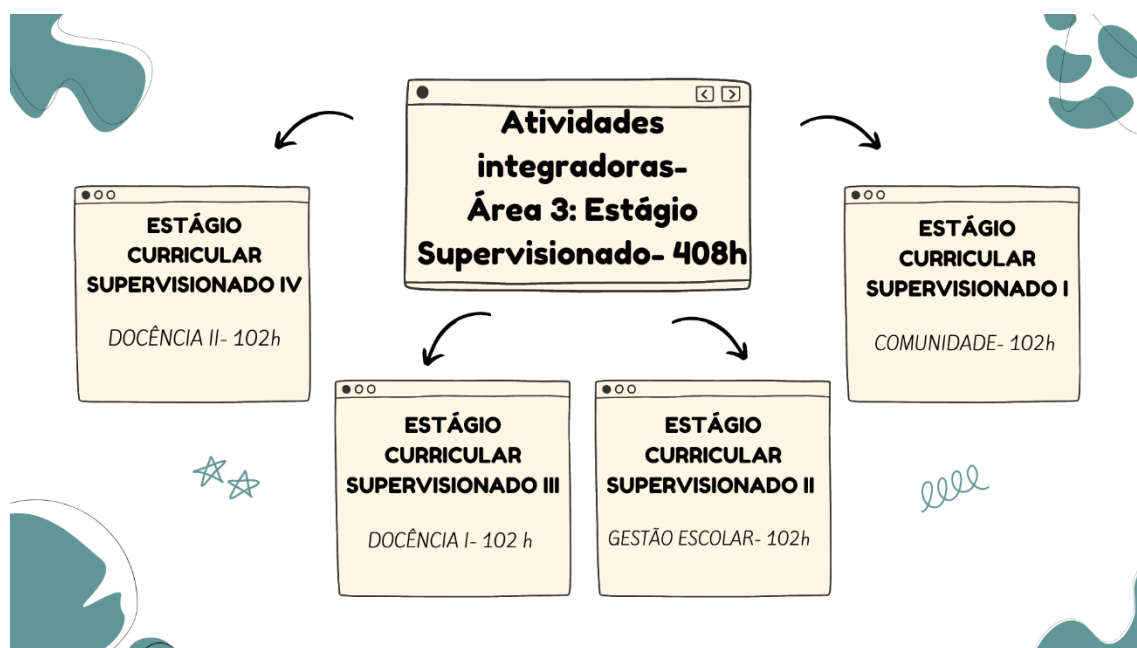 Atividades
integradoras-
Área 3: Estágio
Supervisionado- 408h
ESTÁGIO
CURRICULAR
SUPERVISIONADO IV
DOCÊNCIA II- 102h
ESTÁGIO
CURRICULAR
SUPERVISIONADO I
COMUNIDADE- 102h
ESTÁGIO
CURRICULAR
SUPERVISIONADO III
DOCÊNCIA I- 102 h
ESTÁGIO
CURRICULAR
SUPERVISIONADO II
GESTÃO ESCOLAR- 102h